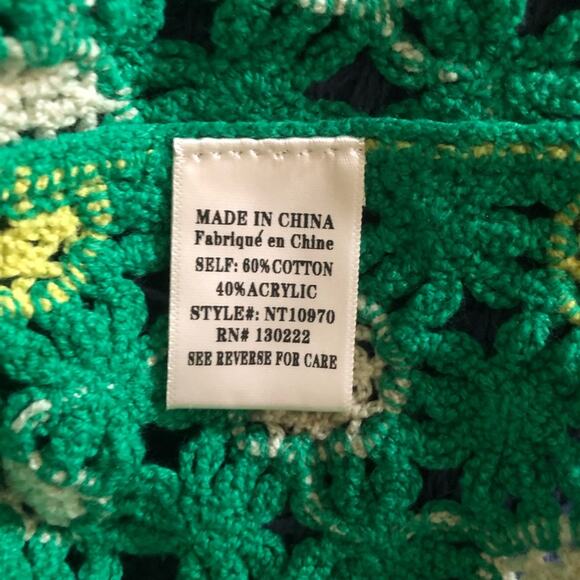 MADE IN CHINA
Fabriqué en Chine
SELF: 60%COTTON
40%ACRYLIC
STYLE#: NT10970
RN# 130222
SEE REVERSE FOR CARE